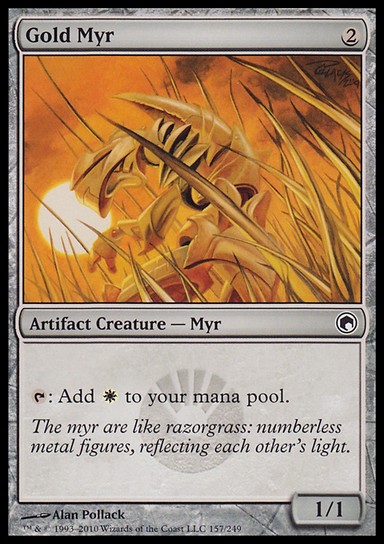 Gold Myr 2
Artifact Creature — Myr
: Add to your mana pool.
The myr are like razorgrass: numberless
metal figures, reflecting each other's light.
Alan Pollack
™ & © 1993–2010 Wizards of the Coast LLC 157/249
1/1